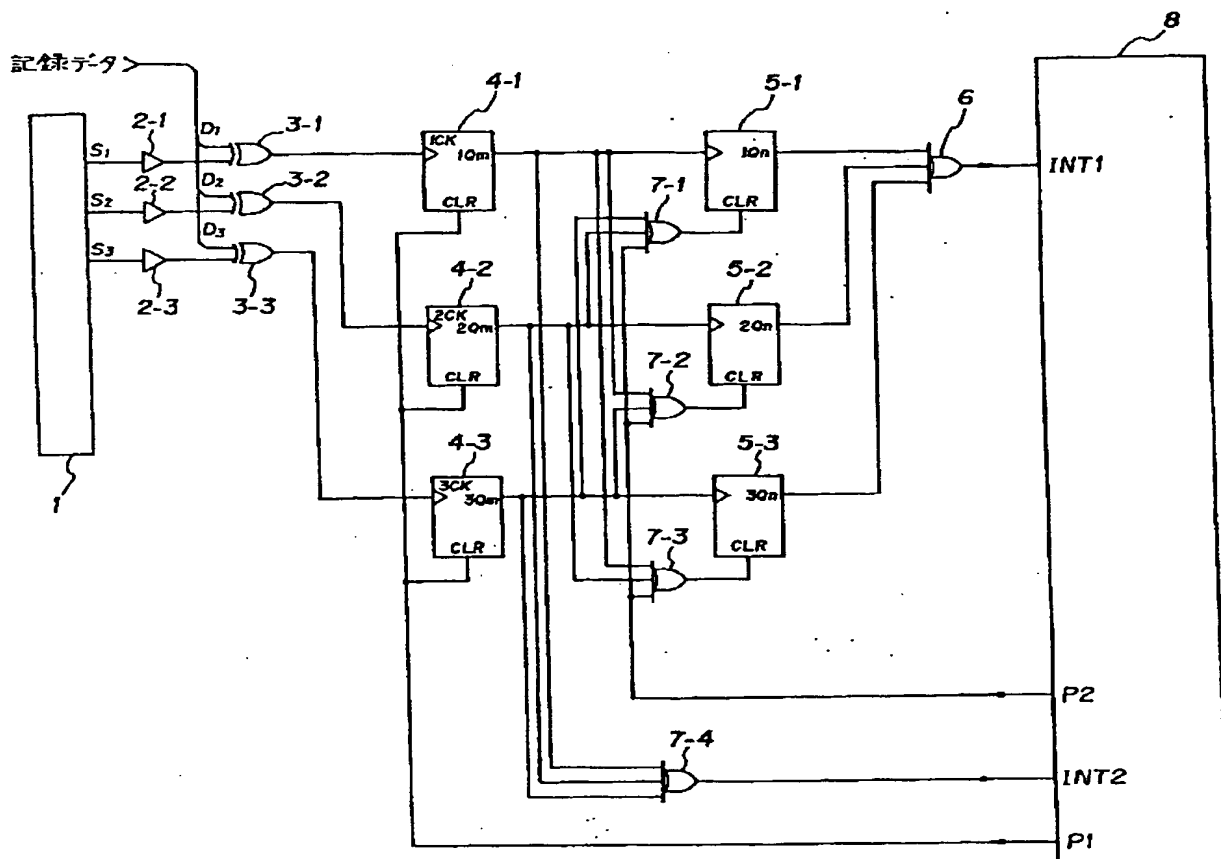 8
記録データ
4-1
5-1
6
2-1
D1
3-1
1CK
1Qm
1Qn
S1
INT1
2-2
D2
3-2
CLR
7-1
CLR
S2
D3
S3
4-2
5-2
2-3
3-3
2CK
2Qm
2Qn
7-2
CLR
CLR
4-3
5-3
3CK
3Qm
3Qn
1
7-3
CLR
CLR
P2
7-4
INT2
P1